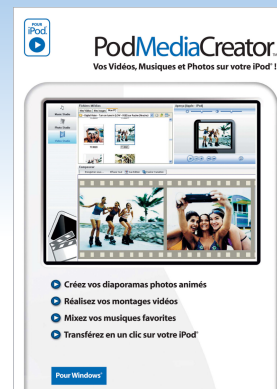 POUR
iPod
PodMediaCreator™
Vos Vidéos, Musiques et Photos sur votre iPod® !
Créez vos diaporamas photos animés
Réalisez vos montages vidéos
Mixez vos musiques favorites
Transférez en un clic sur votre iPod®
Pour Windows®